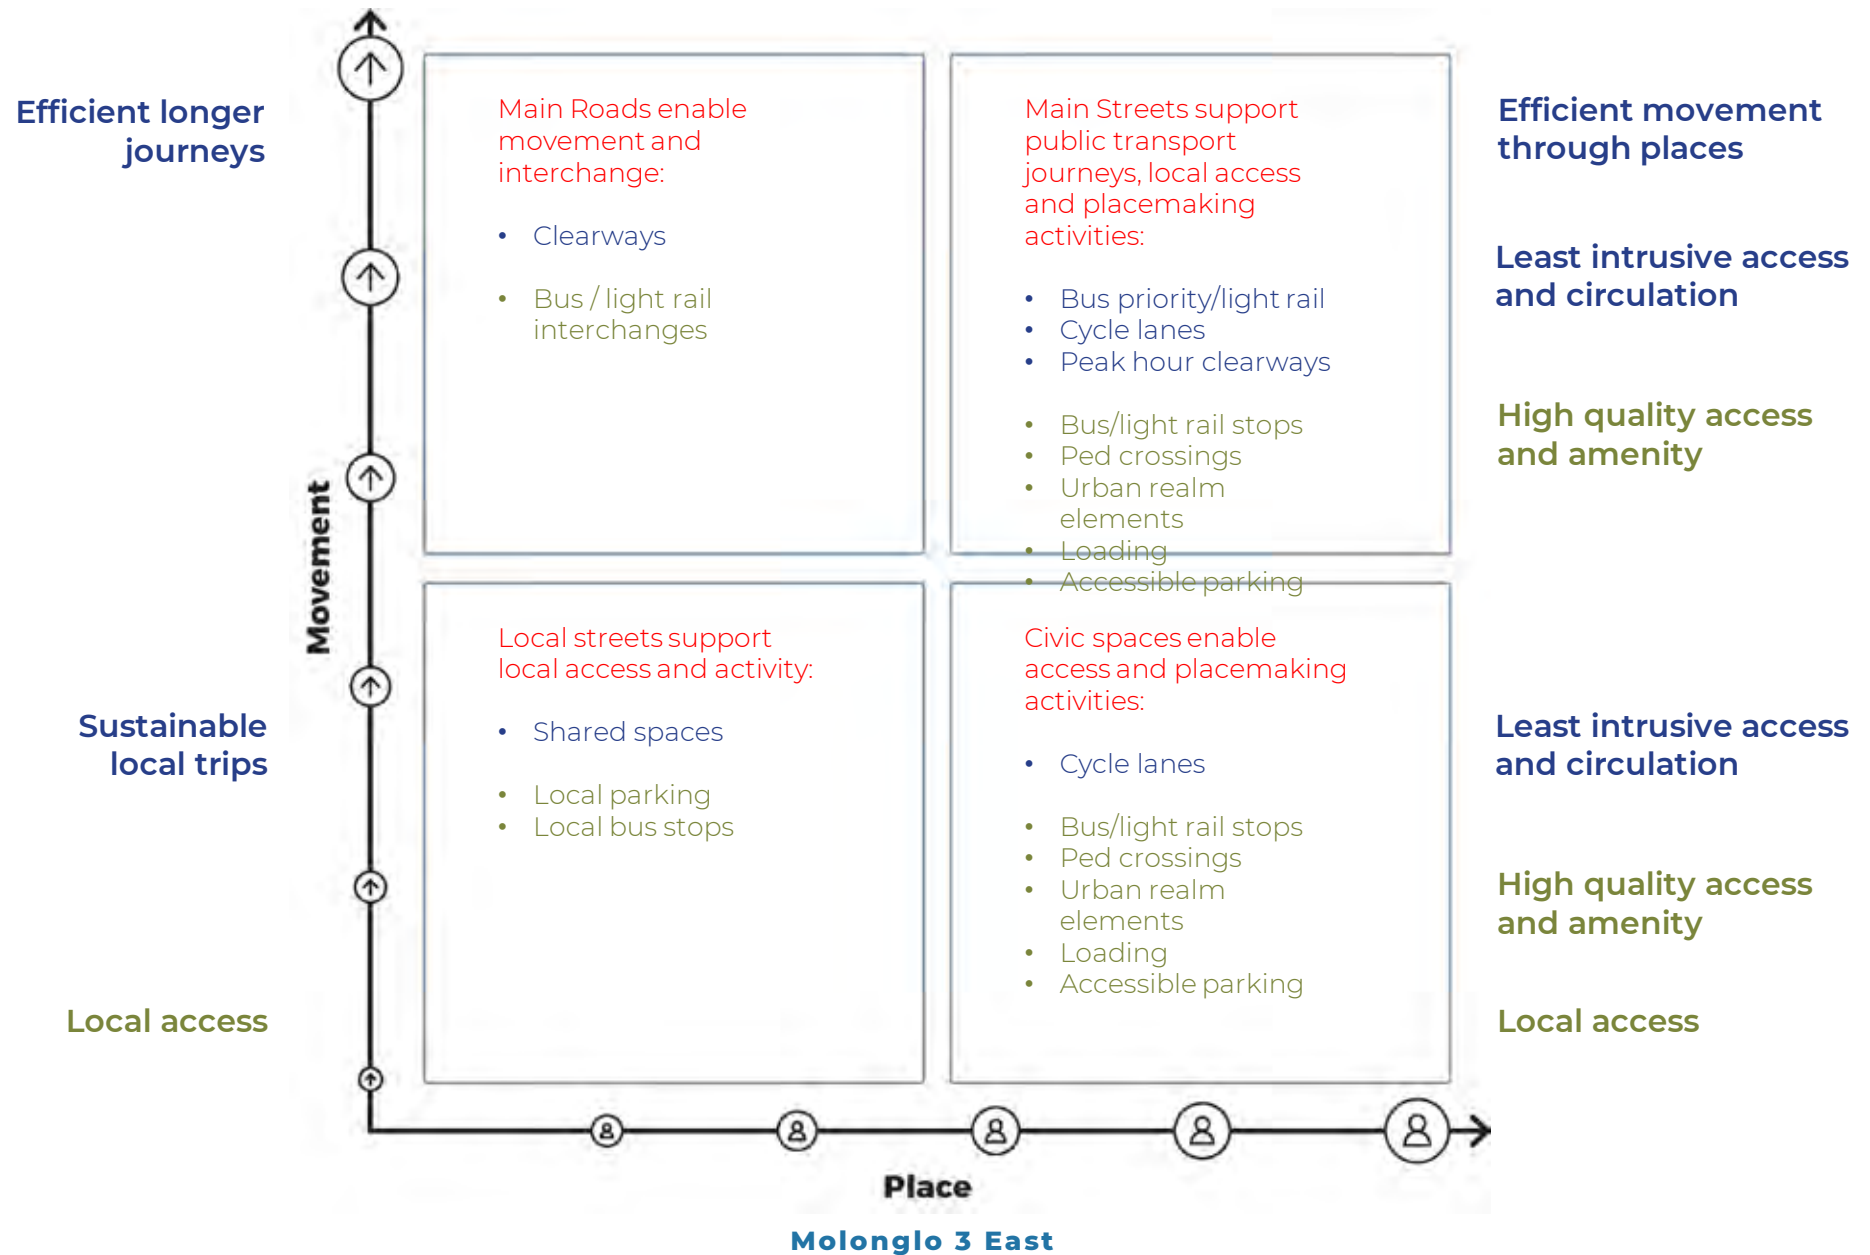 Efficient longer
journeys
Sustainable
local trips
Local access
Movement
Main Roads enable
movement and
interchange:
• Clearways
• Bus / light rail
interchanges
Main Streets support
public transport
journeys, local access
and placemaking
activities:
• Bus priority/light rail
• Cycle lanes
• Peak hour clearways
• Bus/light rail stops
• Ped crossings
• Urban realm
elements
• Loading
• Accessible parking
Local streets support
local access and activity:
• Shared spaces
• Local parking
• Local bus stops
Civic spaces enable
access and placemaking
activities:
• Cycle lanes
• Bus/light rail stops
• Ped crossings
• Urban realm
elements
• Loading
• Accessible parking
Efficient movement
through places
Least intrusive access
and circulation
High quality access
and amenity
Least intrusive access
and circulation
High quality access
and amenity
Local access
Place
Molonglo 3 East